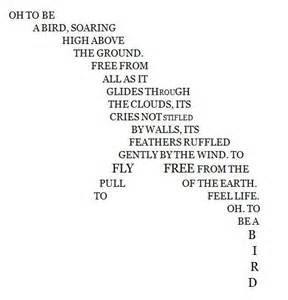 OH TO BE
A BIRD, SOARING
HIGH ABOVE
THE GROUND.
FREE FROM
ALL AS IT
GLIDES THROUGH
THE CLOUDS, ITS
CRIES NOT STIFLED
BY WALLS, ITS
FEATHERS RUFFLED
GENTLY BY THE WIND. TO
FLY FREE FROM THE
PULL OF THE EARTH.
TO FEEL LIFE.
OH. TO
BE A
B
I
R
D